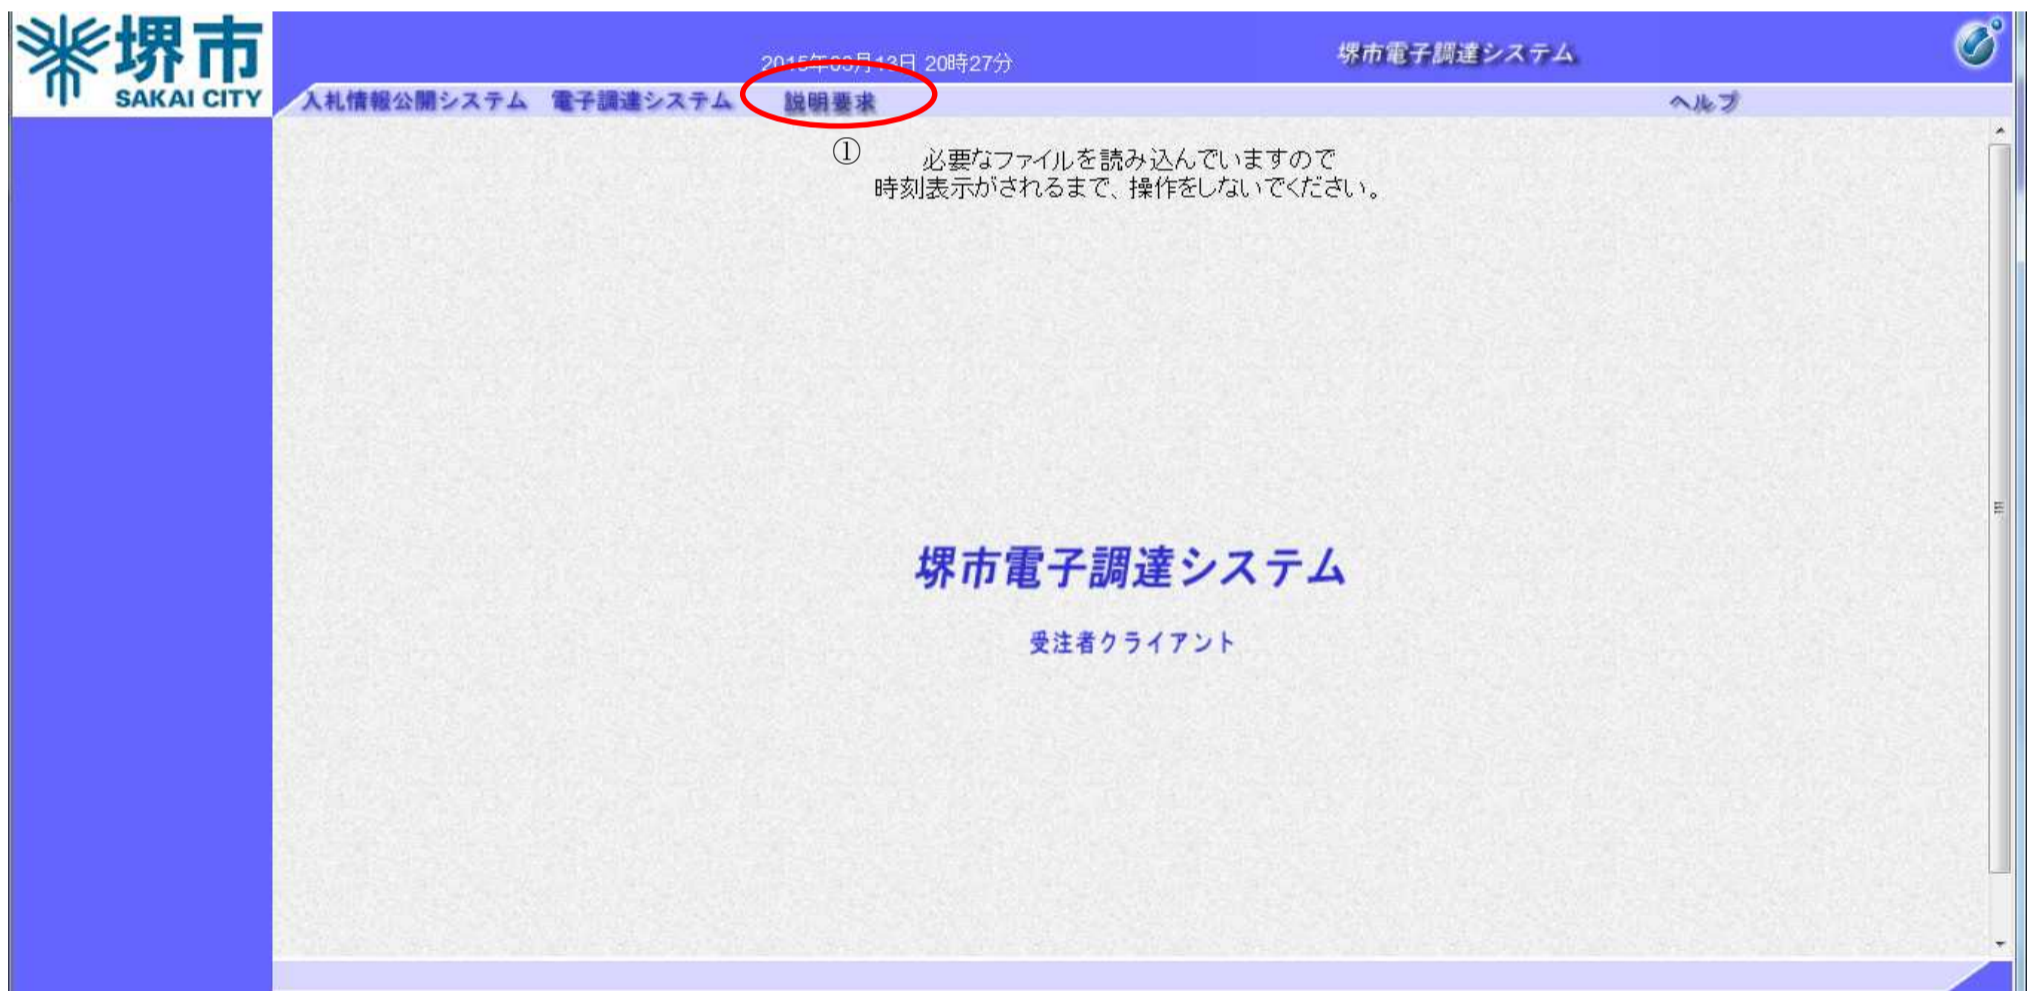 堺市
SAKAI CITY
20時27分
堺市電子調達システム
入札情報公開システム 電子調達システム 説明要求 ヘルプ
①
必要なファイルを読み込んでいますので
時刻表示がされるまで、操作をしないでください。
堺市電子調達システム
受注者クライアント